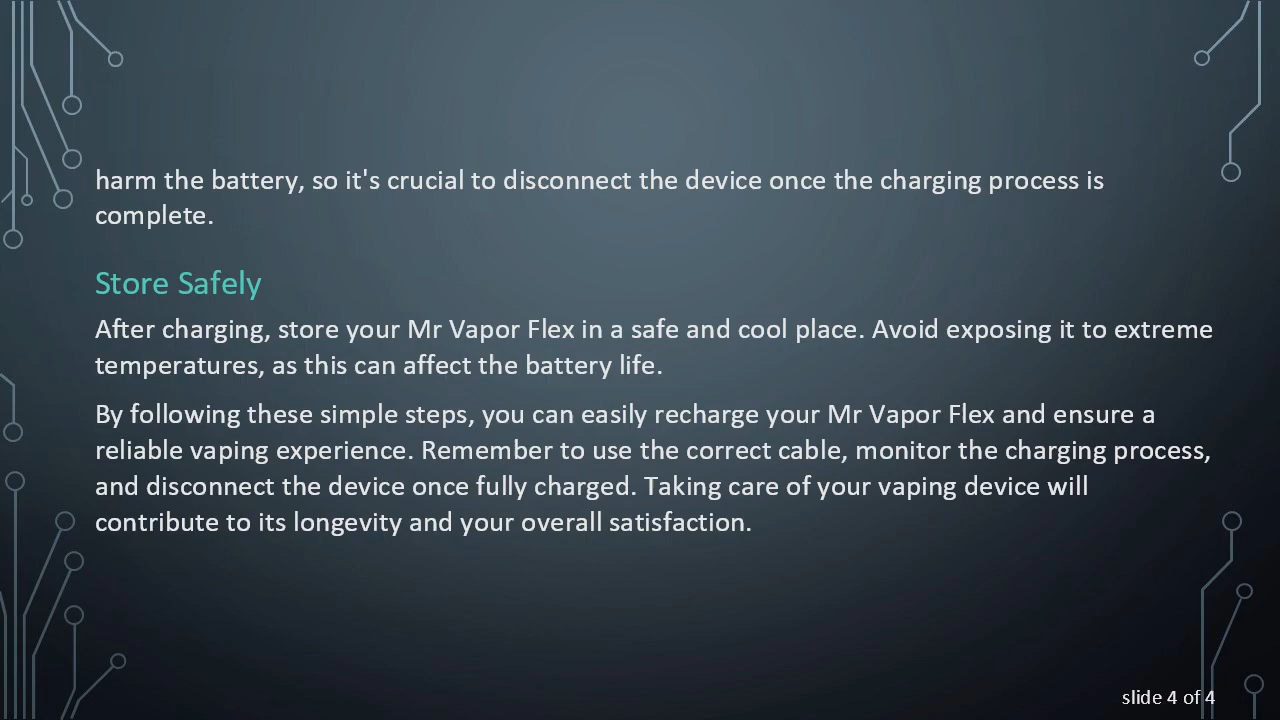 harm the battery, so it's crucial to disconnect the device once the charging process is
complete.
Store Safely
After charging, store your Mr Vapor Flex in a safe and cool place. Avoid exposing it to extreme
temperatures, as this can affect the battery life.
By following these simple steps, you can easily recharge your Mr Vapor Flex and ensure a
reliable vaping experience. Remember to use the correct cable, monitor the charging process,
and disconnect the device once fully charged. Taking care of your vaping device will
contribute to its longevity and your overall satisfaction.
slide 4 of 4